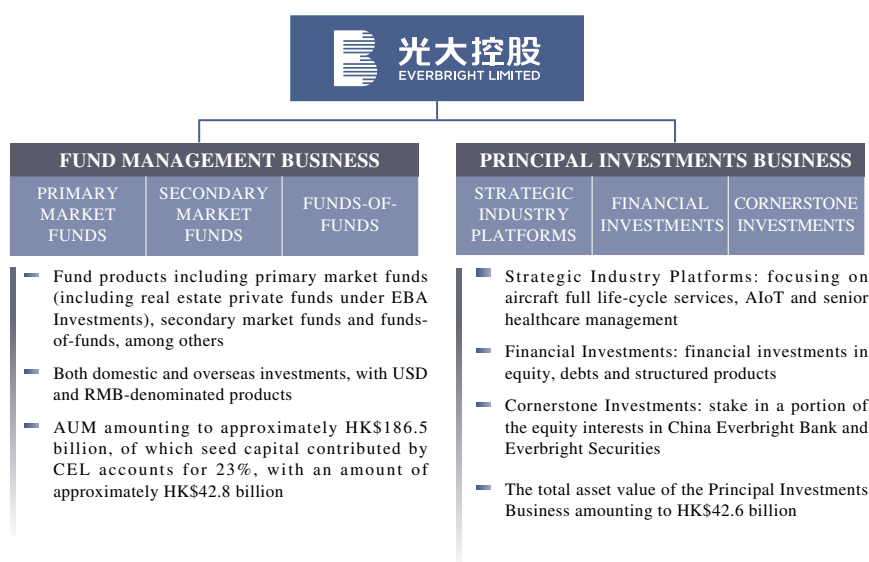 光大控股
EVERBRIGHT LIMITED
FUND MANAGEMENT BUSINESS
PRIMARY
MARKET
FUNDS
SECONDARY
MARKET
FUNDS
FUNDS-OF-
FUNDS
Fund products including primary market funds
(including real estate private funds under EBA
Investments), secondary market funds and funds-
of-funds, among others
Both domestic and overseas investments, with USD
and RMB-denominated products
AUM amounting to approximately HK$186.5
billion, of which seed capital contributed by
CEL accounts for 23%, with an amount of
approximately HK$42.8 billion
PRINCIPAL INVESTMENTS BUSINESS
STRATEGIC
INDUSTRY
PLATFORMS
FINANCIAL
INVESTMENTS
CORNERSTONE
INVESTMENTS
Strategic Industry Platforms: focusing on
aircraft full life-cycle services, AIoT and senior
healthcare management
Financial Investments: financial investments in
equity, debts and structured products
Cornerstone Investments: stake in a portion of
the equity interests in China Everbright Bank and
Everbright Securities
The total asset value of the Principal Investments
Business amounting to HK$42.6 billion